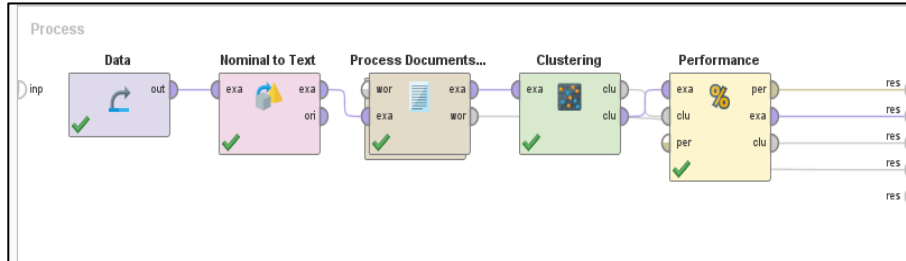 Process
Data
Nominal to Text
Process Documents...
Clustering
Performance
inp
out
exa
exa
ori
wor
exa
exa
wor
exa
clu
clu
exa
per
clu
exa
per
clu
res
res
res
res
res
%